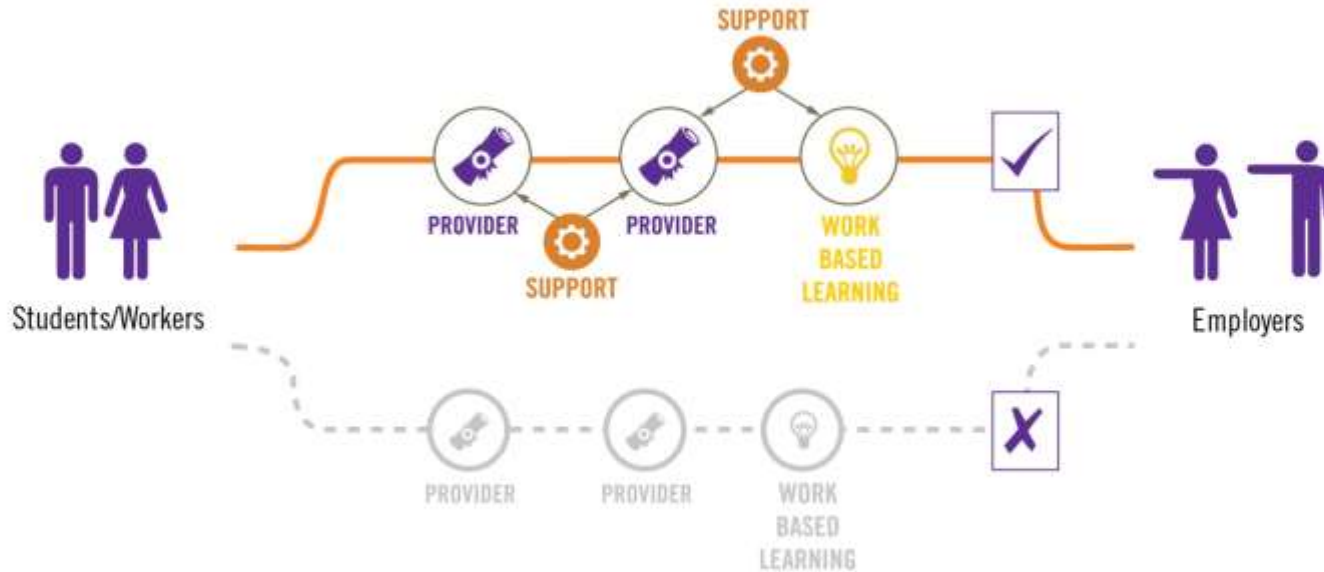 SUPPORT
PROVIDER
PROVIDER
WORK
BASED
LEARNING
SUPPORT
Students/Workers
Employers
PROVIDER
PROVIDER
WORK
BASED
LEARNING